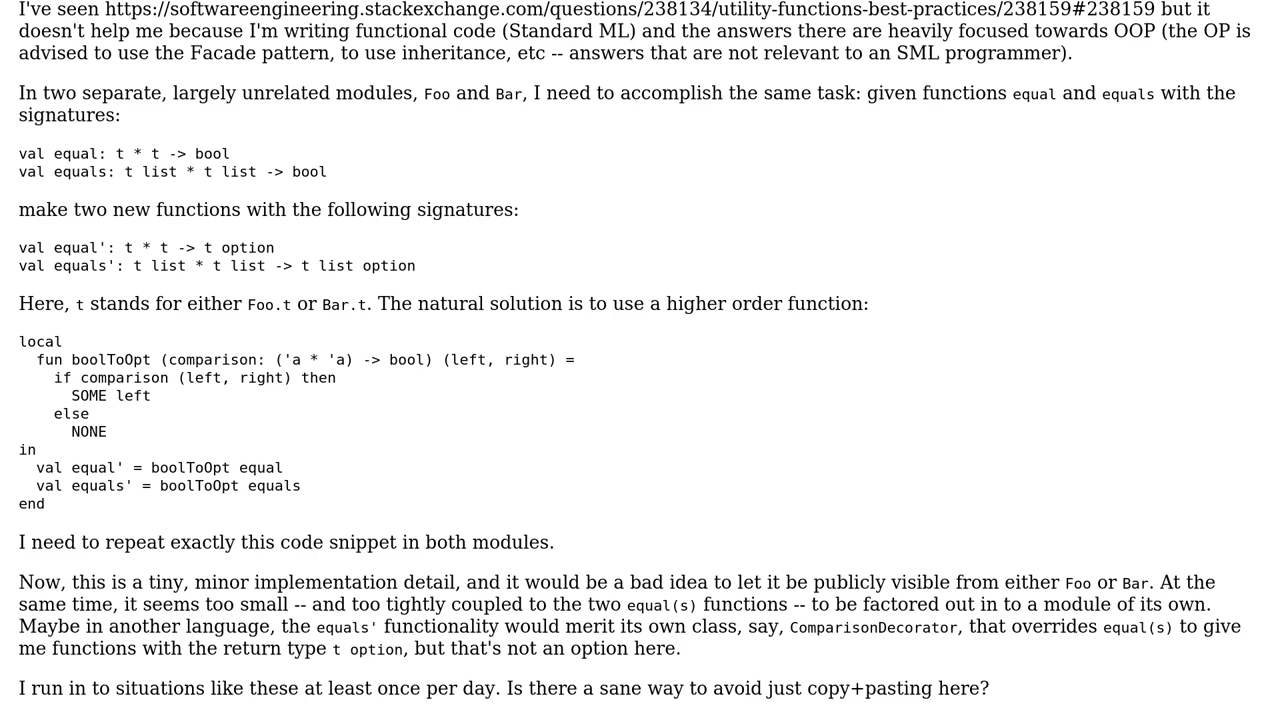 I've seen https://softwareengineering.stackexchange.com/questions/238134/utility-functions-best-practices/238159#238159 but it
doesn't help me because I'm writing functional code (Standard ML) and the answers there are heavily focused towards OOP (the OP is
advised to use the Facade pattern, to use inheritance, etc -- answers that are not relevant to an SML programmer).
In two separate, largely unrelated modules, Foo and Bar, I need to accomplish the same task: given functions equal and equals with the
signatures:
val equal: t * t -> bool
val equals: t list * t list -> bool
make two new functions with the following signatures:
val equal': t * t -> t option
val equals': t list * t list -> t list option
Here, t stands for either Foo.t or Bar.t. The natural solution is to use a higher order function:
local
  fun boolToOpt (comparison: ('a * 'a) -> bool) (left, right) =
    if comparison (left, right) then
      SOME left
    else
      NONE
in
  val equal' = boolToOpt equal
  val equals' = boolToOpt equals
end
I need to repeat exactly this code snippet in both modules.
Now, this is a tiny, minor implementation detail, and it would be a bad idea to let it be publicly visible from either Foo or Bar. At the
same time, it seems too small -- and too tightly coupled to the two equal(s) functions -- to be factored out in to a module of its own.
Maybe in another language, the equals' functionality would merit its own class, say, ComparisonDecorator, that overrides equal(s) to give
me functions with the return type t option, but that's not an option here.
I run in to situations like these at least once per day. Is there a sane way to avoid just copy+pasting here?